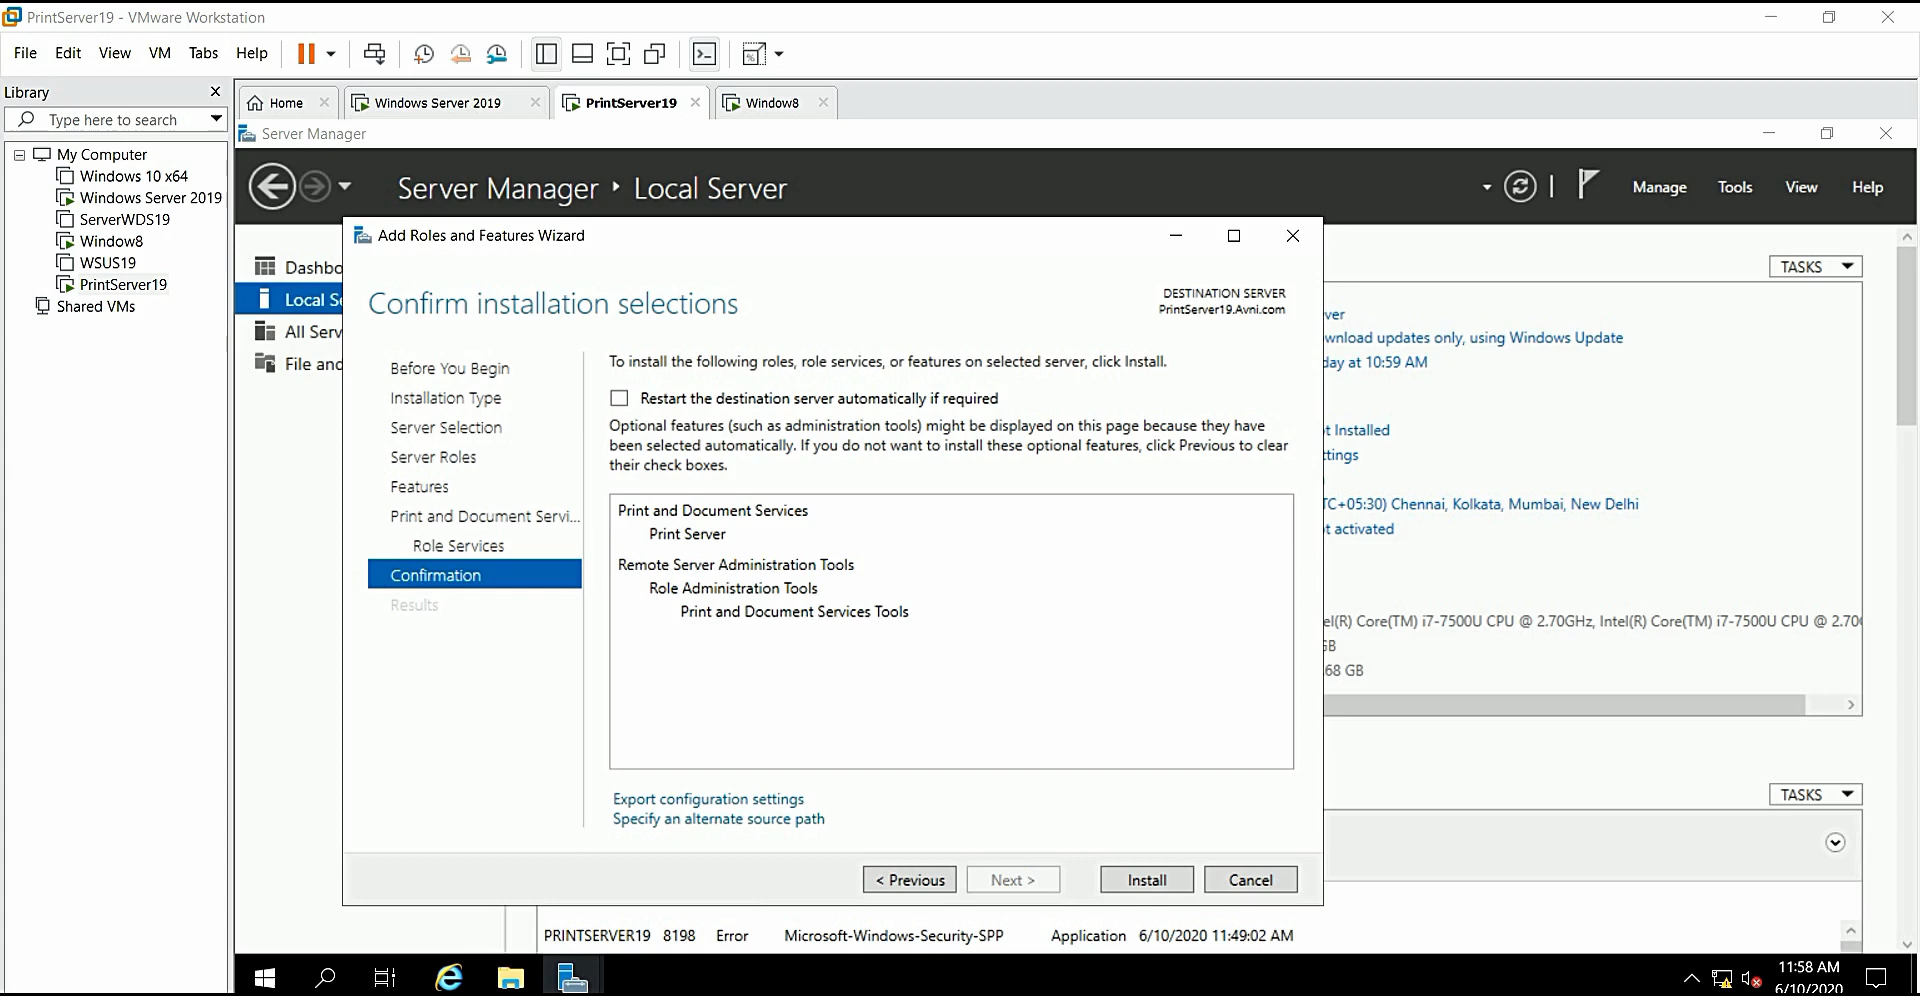 PrintServer19 - VMware Workstation
File Edit View VM Tabs Help
Library
Type here to search
My Computer
Windows 10 x64
Windows Server 2019
ServerWDS19
Window8
WSUS19
PrintServer19
Shared VMs
Home
Windows Server 2019
PrintServer19
Window8
Server Manager
Server Manager ‣ Local Server
Manage Tools View Help
Dashbo
Local Se
All Serv
File and
TASKS
ver
wnload updates only, using Windows Update
day at 10:59 AM
t Installed
ttings
TC+05:30) Chennai, Kolkata, Mumbai, New Delhi
t activated
el(R) Core(TM) i7-7500U CPU @ 2.70GHz, Intel(R) Core(TM) i7-7500U CPU @ 2.70
GB
68 GB
TASKS
Add Roles and Features Wizard
Confirm installation selections
DESTINATION SERVER
PrintServer19.Avni.com
Before You Begin
Installation Type
Server Selection
Server Roles
Features
Print and Document Servi...
Role Services
Confirmation
Results
To install the following roles, role services, or features on selected server, click Install.
Restart the destination server automatically if required
Optional features (such as administration tools) might be displayed on this page because they have
been selected automatically. If you do not want to install these optional features, click Previous to clear
their check boxes.
Print and Document Services
Print Server
Remote Server Administration Tools
Role Administration Tools
Print and Document Services Tools
Export configuration settings
Specify an alternate source path
< Previous Next > Install Cancel
PRINTSERVER19 8198 Error Microsoft-Windows-Security-SPP Application 6/10/2020 11:49:02 AM
11:58 AM
6/10/2020